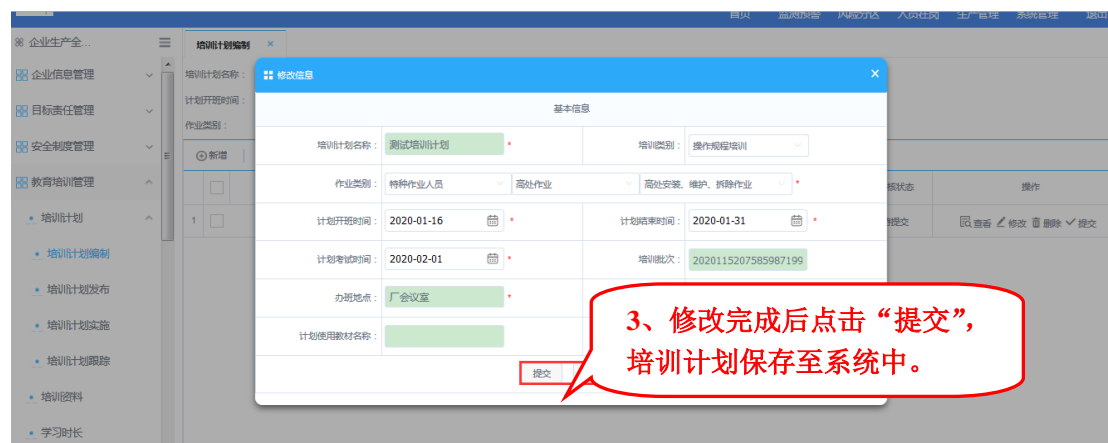 首页 监测预警 风险分区 人员在岗 生产管理 系统管理 退出
企业生产全...
培训计划编制 ×
企业信息管理
目标责任管理
安全制度管理
教育培训管理
培训计划
培训计划编制
培训计划发布
培训计划实施
培训计划跟踪
培训资料
学习时长
培训计划名称：
计划开班时间：
作业类别：
新增
核状态 操作
1 提交 查看 修改 删除 提交
修改信息 ×
基本信息
培训计划名称： 测试培训计划 * 培训类别： 操作规程培训
作业类别： 特种作业人员 高处作业 高处安装、维护、拆除作业 *
计划开班时间： 2020-01-16 * 计划结束时间： 2020-01-31 *
计划考试时间： 2020-02-01 * 培训批次： 2020115207585987199
办班地点： 厂会议室 *
计划使用教材名称：
提交
3、修改完成后点击“提交”，
培训计划保存至系统中。